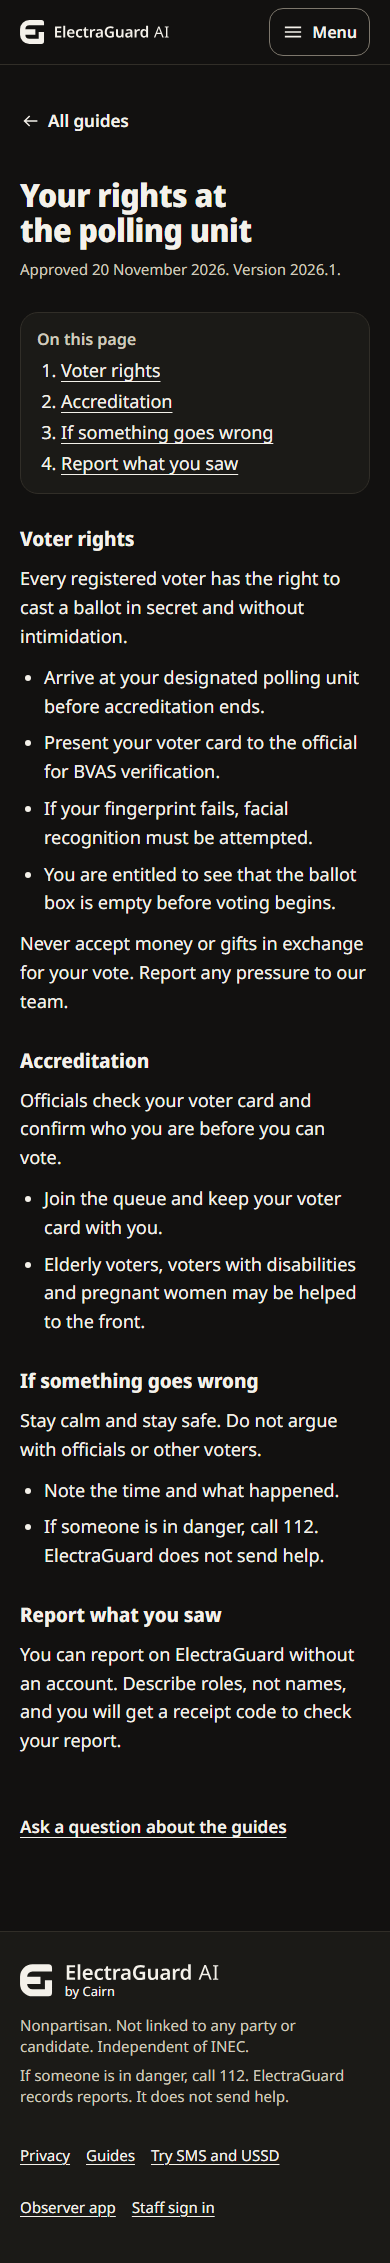 ElectraGuard AI
Menu
← All guides
Your rights at
the polling unit
Approved 20 November 2026. Version 2026.1.
On this page
1. Voter rights
2. Accreditation
3. If something goes wrong
4. Report what you saw
Voter rights
Every registered voter has the right to
cast a ballot in secret and without
intimidation.
• Arrive at your designated polling unit
before accreditation ends.
• Present your voter card to the official
for BVAS verification.
• If your fingerprint fails, facial
recognition must be attempted.
• You are entitled to see that the ballot
box is empty before voting begins.
Never accept money or gifts in exchange
for your vote. Report any pressure to our
team.
Accreditation
Officials check your voter card and
confirm who you are before you can
vote.
• Join the queue and keep your voter
card with you.
• Elderly voters, voters with disabilities
and pregnant women may be helped
to the front.
If something goes wrong
Stay calm and stay safe. Do not argue
with officials or other voters.
• Note the time and what happened.
• If someone is in danger, call 112.
ElectraGuard does not send help.
Report what you saw
You can report on ElectraGuard without
an account. Describe roles, not names,
and you will get a receipt code to check
your report.
Ask a question about the guides
ElectraGuard AI
by Cairn
Nonpartisan. Not linked to any party or
candidate. Independent of INEC.
If someone is in danger, call 112. ElectraGuard
records reports. It does not send help.
Privacy Guides Try SMS and USSD
Observer app Staff sign in